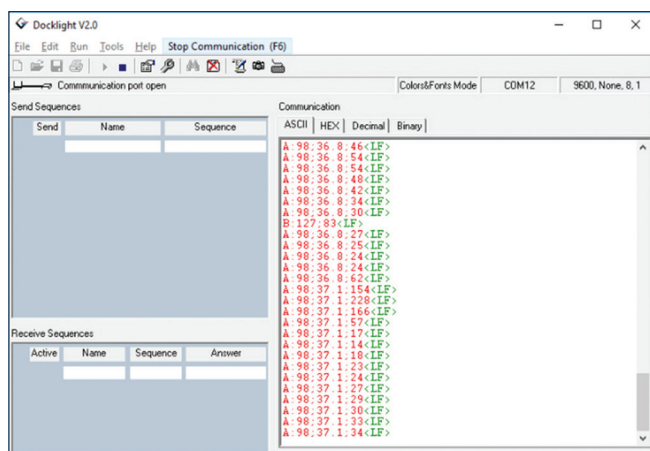 Docklight V2.0
File Edit Run Tools Help Stop Communication (F6)
Commmunication port open
Colors&Fonts Mode COM12 9600, None, 8, 1
Send Sequences
Send Name Sequence
Receive Sequences
Active Name Sequence Answer
Communication
ASCII HEX Decimal Binary
A:98;36.8;46<LF>
A:98;36.8;54<LF>
A:98;36.8;54<LF>
A:98;36.8;48<LF>
A:98;36.8;42<LF>
A:98;36.8;34<LF>
A:98;36.8;30<LF>
B:127;83<LF>
A:98;36.8;27<LF>
A:98;36.8;25<LF>
A:98;36.8;24<LF>
A:98;36.8;24<LF>
A:98;36.8;62<LF>
A:98;37.1;154<LF>
A:98;37.1;228<LF>
A:98;37.1;166<LF>
A:98;37.1;57<LF>
A:98;37.1;17<LF>
A:98;37.1;14<LF>
A:98;37.1;18<LF>
A:98;37.1;23<LF>
A:98;37.1;24<LF>
A:98;37.1;27<LF>
A:98;37.1;29<LF>
A:98;37.1;30<LF>
A:98;37.1;33<LF>
A:98;37.1;34<LF>